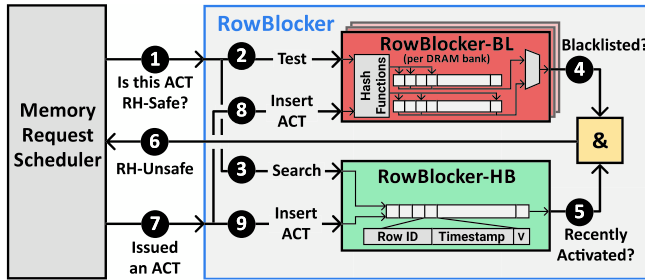 RowBlocker
Memory
Request
Scheduler
1
Is this ACT
RH-Safe?
2
Test
8
Insert
ACT
6
RH-Unsafe
3
Search
7
Issued
an ACT
9
Insert
ACT
RowBlocker-BL
(per DRAM bank)
Hash
Functions
Blacklisted?
4
&
RowBlocker-HB
Row ID
Timestamp
V
5
Recently
Activated?